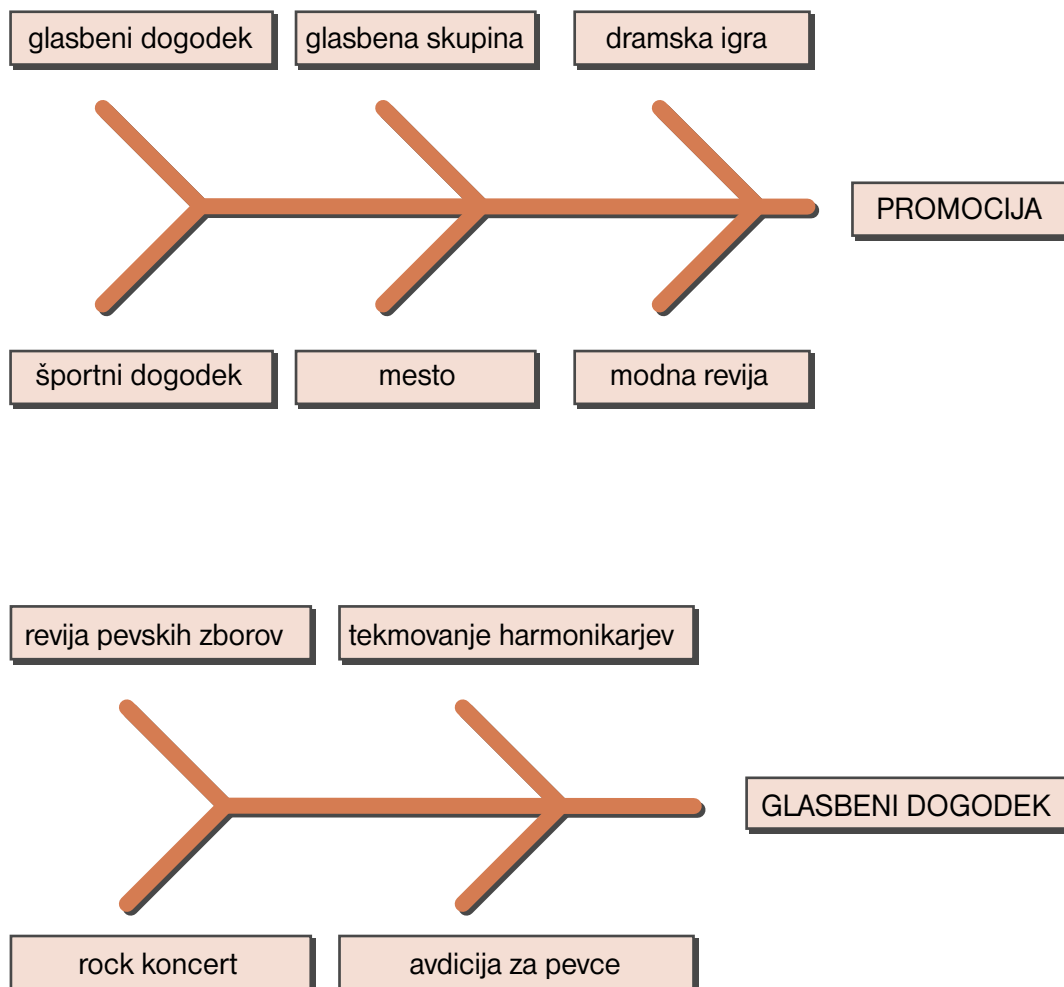 glasbeni dogodek
glasbena skupina
dramska igra
PROMOCIJA
športni dogodek
mesto
modna revija
revija pevskih zborov
tekmovanje harmonikarjev
GLASBENI DOGODEK
rock koncert
avdicija za pevce